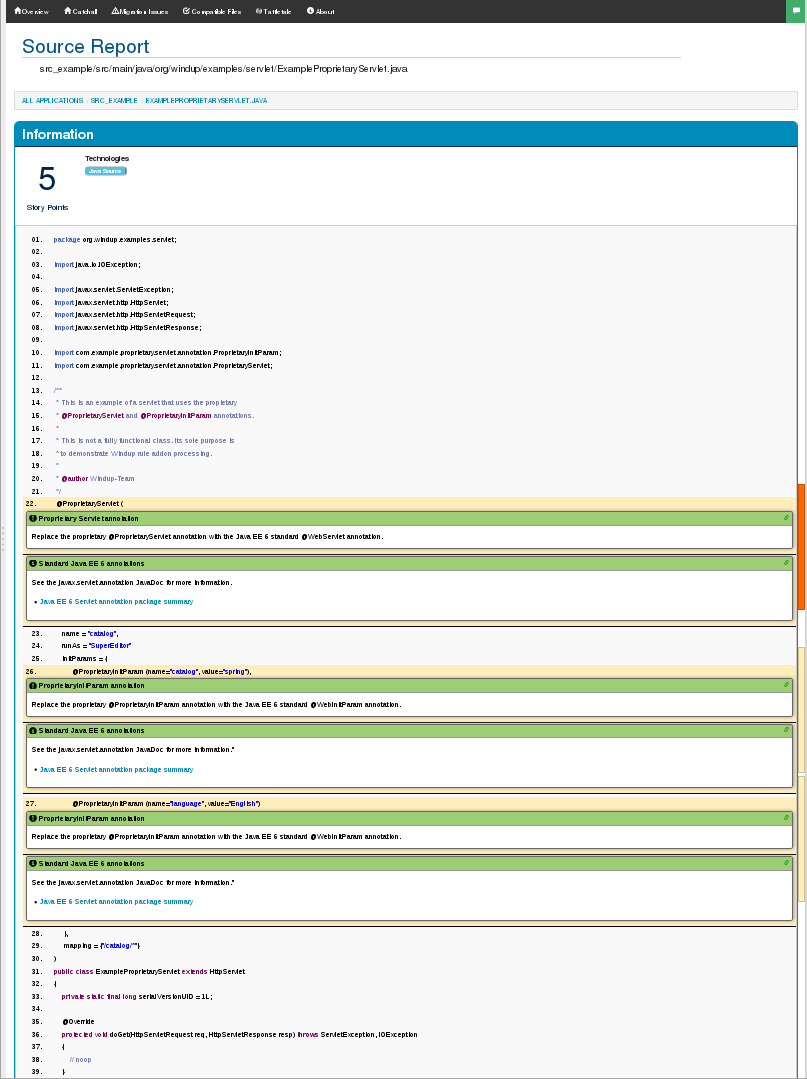 Overview Catchall Migration Issues Compatible Files Tattletale About
Source Report
src_example/src/main/java/org/windup/examples/servlet/ExampleProprietaryServlet.java
ALL APPLICATIONS / SRC_EXAMPLE / EXAMPLEPROPRIETARYSERVLET.JAVA
Information
Technologies
Java Source
5
Story Points
01. package org.windup.examples.servlet;
02.
03. import java.io.IOException;
04.
05. import javax.servlet.ServletException;
06. import javax.servlet.http.HttpServlet;
07. import javax.servlet.http.HttpServletRequest;
08. import javax.servlet.http.HttpServletResponse;
09.
10. import com.example.proprietary.servlet.annotation.ProprietaryInitParam;
11. import com.example.proprietary.servlet.annotation.ProprietaryServlet;
12.
13. /**
14. * This is an example of a servlet that uses the propietary
15. * @ProprietaryServlet and @ProprietaryInitParam annotations.
16. *
17. * This is not a fully functional class. Its sole purpose is
18. * to demonstrate Windup rule addon processing.
19. *
20. * @author Windup-Team
21. */
22. @ProprietaryServlet (
Proprietary Servlet annotation
Replace the proprietary @ProprietaryServlet annotation with the Java EE 6 standard @WebServlet annotation.
Standard Java EE 6 annotations
See the javax.servlet.annotation JavaDoc for more information.
• Java EE 6 Servlet annotation package summary
23. name = "catalog",
24. runAs = "SuperEditor"
25. initParams = {
26. @ProprietaryInitParam (name="catalog", value="spring"),
ProprietaryInitParam annotation
Replace the proprietary @ProprietaryInitParam annotation with the Java EE 6 standard @WebInitParam annotation.
Standard Java EE 6 annotations
See the javax.servlet.annotation JavaDoc for more information."
• Java EE 6 Servlet annotation package summary
27. @ProprietaryInitParam (name="language", value="English")
ProprietaryInitParam annotation
Replace the proprietary @ProprietaryInitParam annotation with the Java EE 6 standard @WebInitParam annotation.
Standard Java EE 6 annotations
See the javax.servlet.annotation JavaDoc for more information."
• Java EE 6 Servlet annotation package summary
28. },
29. mapping = {"/catalog/*"}
30. )
31. public class ExampleProprietaryServlet extends HttpServlet
32. {
33. private static final long serialVersionUID = 1L;
34.
35. @Override
36. protected void doGet(HttpServletRequest req, HttpServletResponse resp) throws ServletException, IOException
37. {
38. // noop
39. }